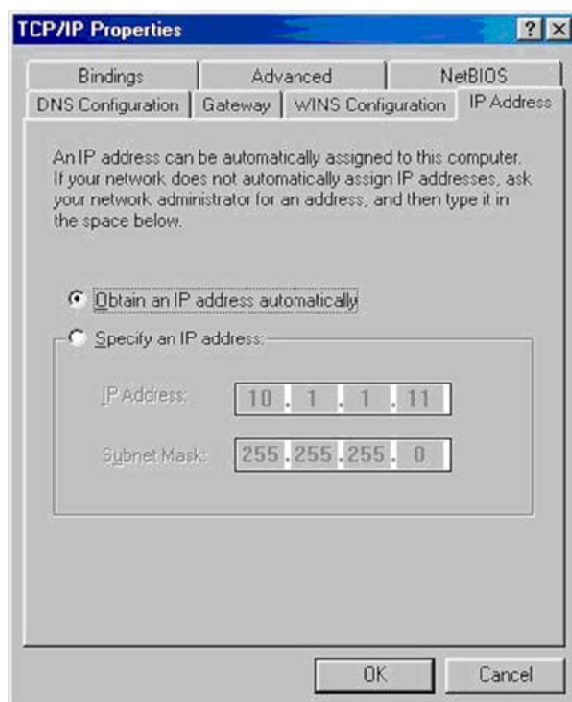 TCP/IP Properties
Bindings
Advanced
NetBIOS
DNS Configuration
Gateway
WINS Configuration
IP Address
An IP address can be automatically assigned to this computer.
If your network does not automatically assign IP addresses, ask
your network administrator for an address, and then type it in
the space below.
Obtain an IP address automatically
Specify an IP address:
IP Address: 10 . 1 . 1 . 11
Subnet Mask: 255 . 255 . 255 . 0
OK
Cancel